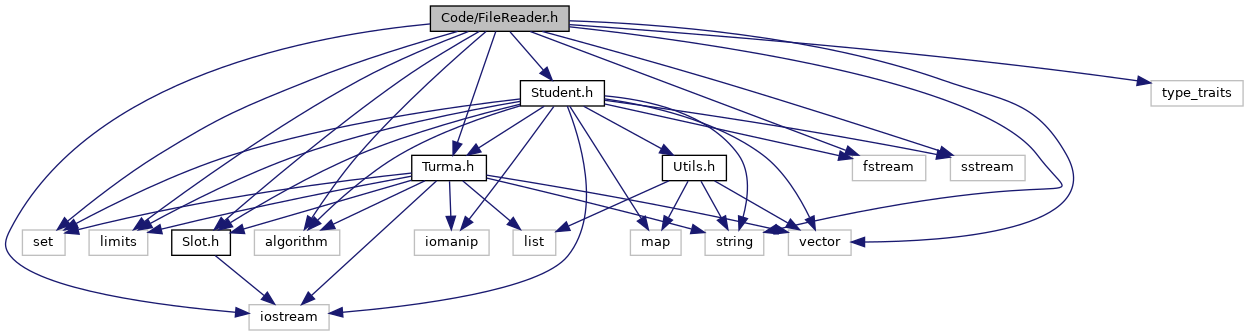 Code/FileReader.h
Student.h
type_traits
Turma.h
Utils.h
fstream
sstream
set
limits
Slot.h
algorithm
iomanip
list
map
string
vector
iostream